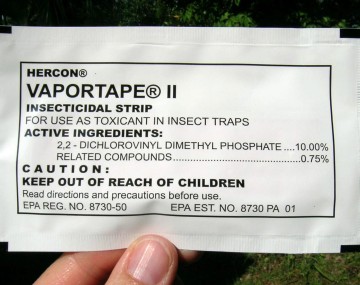 HERCON®
VAPORTAPE® II
INSECTICIDAL STRIP
FOR USE AS TOXICANT IN INSECT TRAPS
ACTIVE INGREDIENTS:
2,2 - DICHLOROVINYL DIMETHYL PHOSPHATE ....10.00%
RELATED COMPOUNDS..................................0.75%
CAUTION:
KEEP OUT OF REACH OF CHILDREN
Read directions and precautions before use.
EPA REG. NO. 8730-50 EPA EST. NO. 8730 PA 01